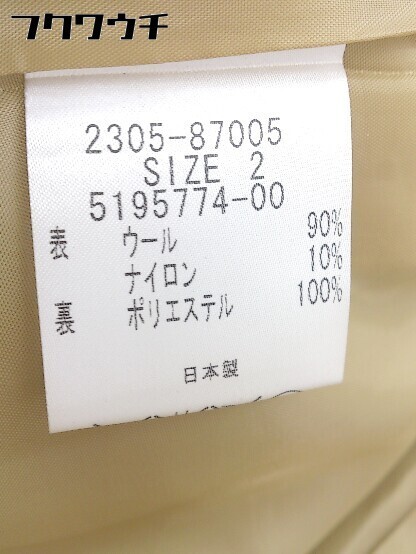 フクワウチ
2305-87005
SIZE 2
5195774-00
表 ウール 90%
ナイロン 10%
裏 ポリエステル 100%
日本製